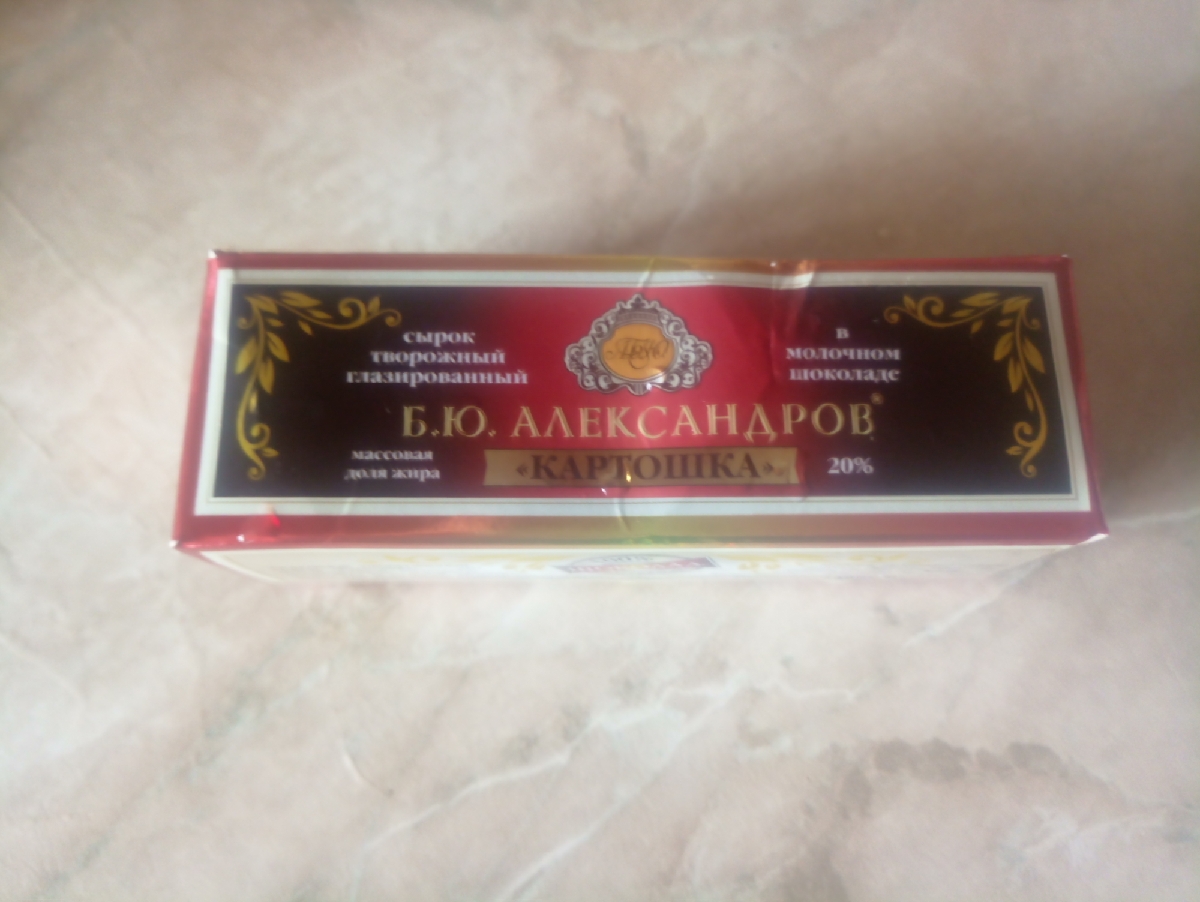 сырок
творожный
глазированный
в
молочном
шоколаде
Б.Ю. АЛЕКСАНДРОВ®
массовая
доля жира
«КАРТОШКА»
20%